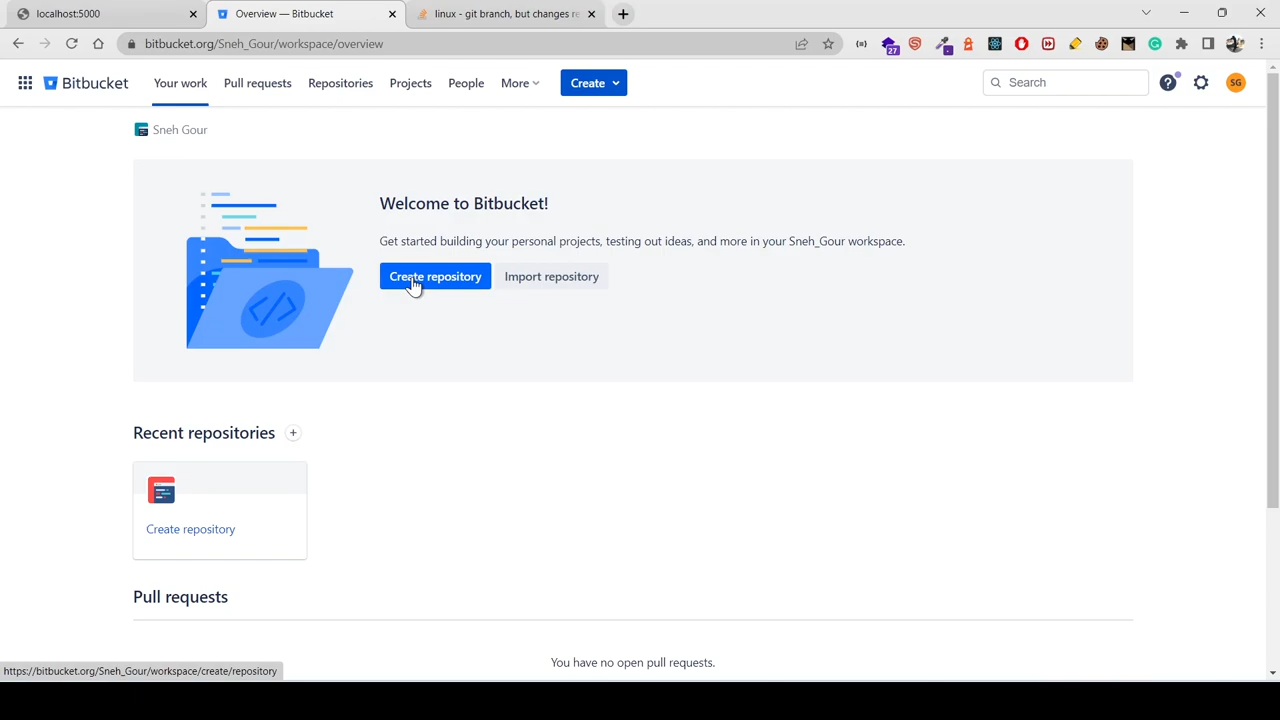 localhost:5000
Overview — Bitbucket
linux - git branch, but changes re
bitbucket.org/Sneh_Gour/workspace/overview
27
Bitbucket
Your work
Pull requests
Repositories
Projects
People
More
Create
Search
SG
Sneh Gour
Welcome to Bitbucket!
Get started building your personal projects, testing out ideas, and more in your Sneh_Gour workspace.
Create repository
Import repository
Recent repositories
Create repository
Pull requests
You have no open pull requests.
https://bitbucket.org/Sneh_Gour/workspace/create/repository